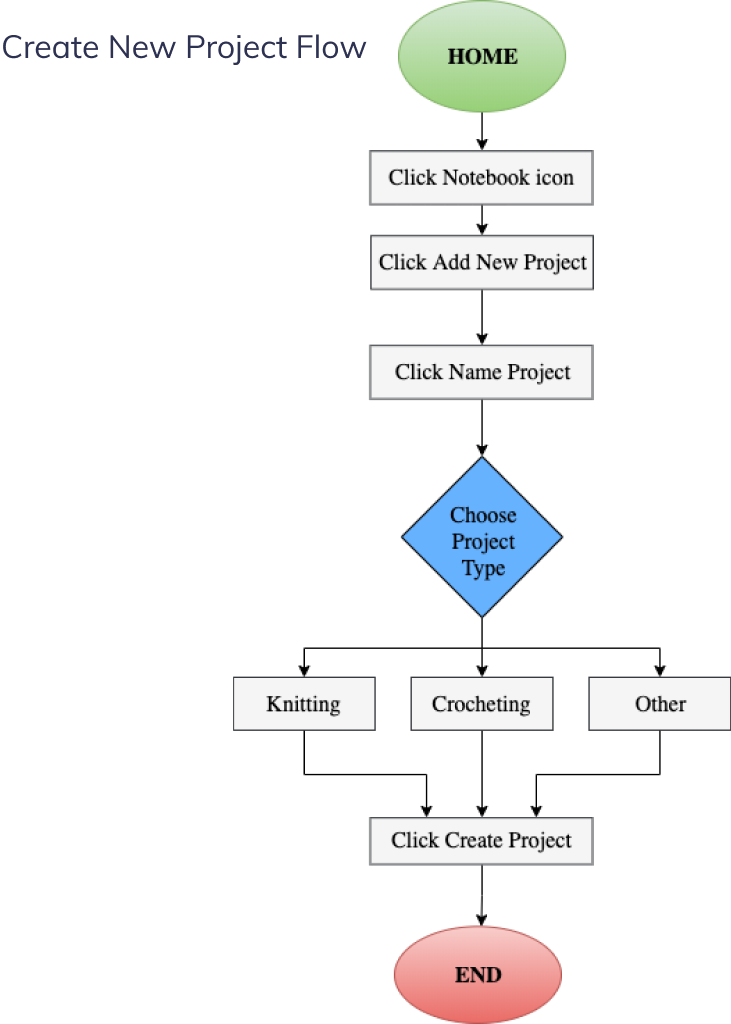 Create New Project Flow
HOME
Click Notebook icon
Click Add New Project
Click Name Project
Choose
Project
Type
Knitting
Crocheting
Other
Click Create Project
END